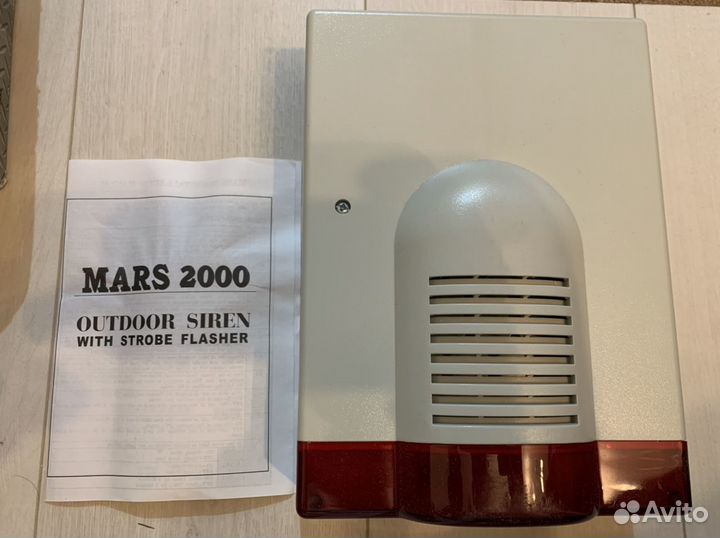 MARS 2000
OUTDOOR SIREN
WITH STROBE FLASHER
Avito